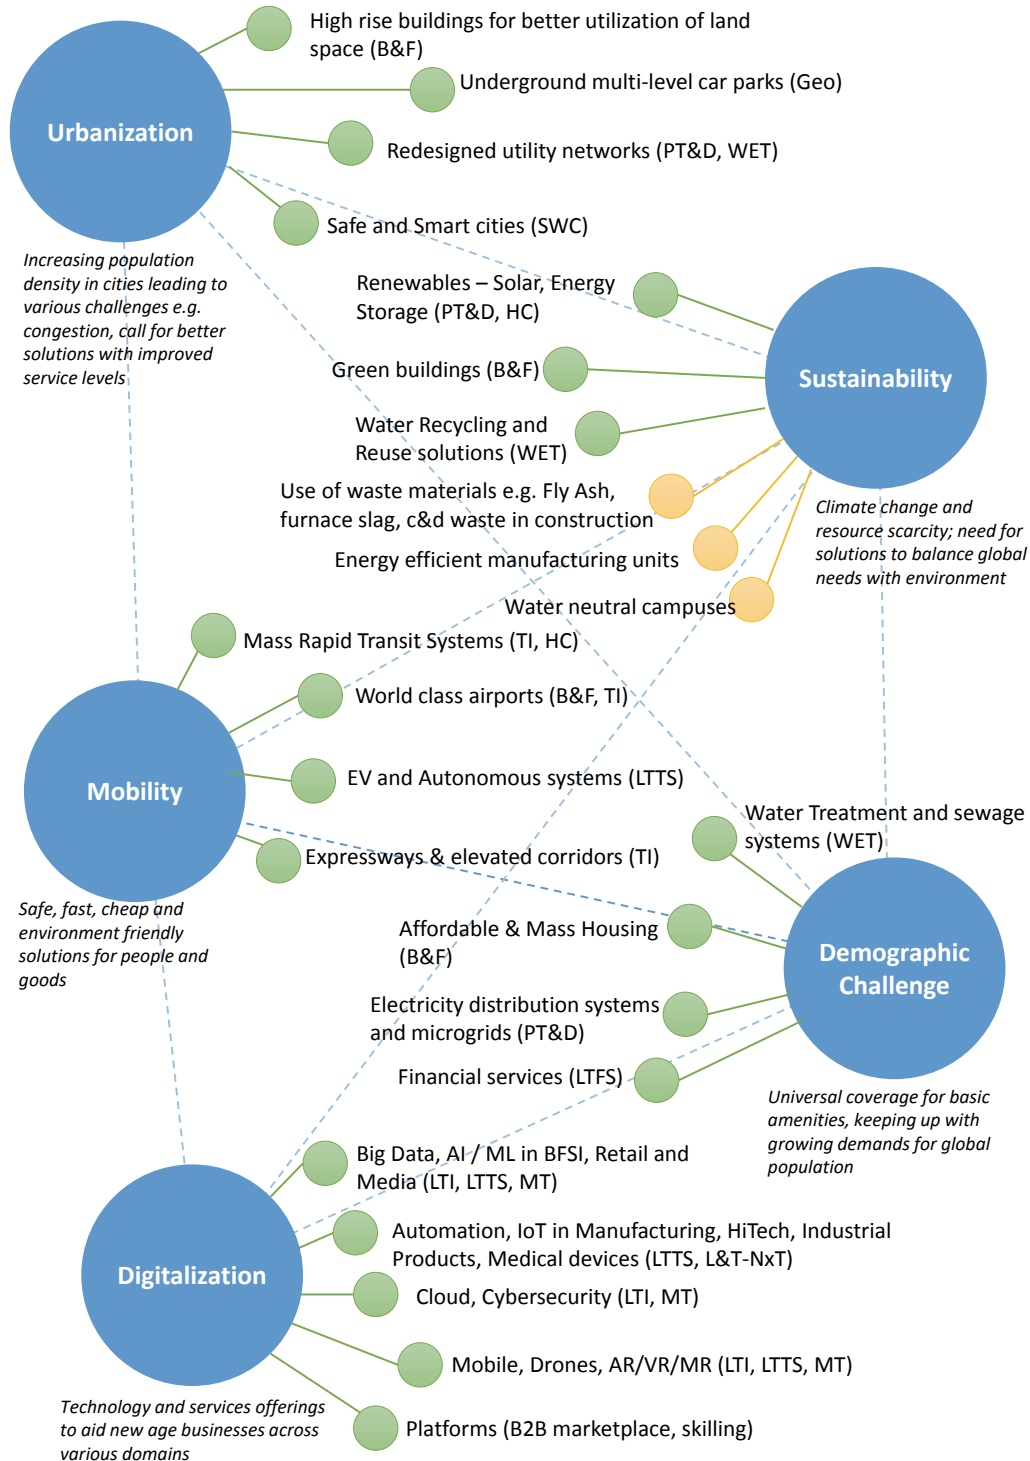 High rise buildings for better utilization of land
space (B&F)
Underground multi-level car parks (Geo)
Urbanization
Redesigned utility networks (PT&D, WET)
Safe and Smart cities (SWC)
Increasing population
density in cities leading to
various challenges e.g.
congestion, call for better
solutions with improved
service levels
Renewables – Solar, Energy
Storage (PT&D, HC)
Green buildings (B&F)
Sustainability
Water Recycling and
Reuse solutions (WET)
Use of waste materials e.g. Fly Ash,
furnace slag, c&d waste in construction
Energy efficient manufacturing units
Water neutral campuses
Climate change and
resource scarcity; need for
solutions to balance global
needs with environment
Mass Rapid Transit Systems (TI, HC)
World class airports (B&F, TI)
Mobility
EV and Autonomous systems (LTTS)
Expressways & elevated corridors (TI)
Safe, fast, cheap and
environment friendly
solutions for people and
goods
Water Treatment and sewage
systems (WET)
Affordable & Mass Housing
(B&F)
Demographic
Challenge
Electricity distribution systems
and microgrids (PT&D)
Financial services (LTFS)
Universal coverage for basic
amenities, keeping up with
growing demands for global
population
Big Data, AI / ML in BFSI, Retail and
Media (LTI, LTTS, MT)
Automation, IoT in Manufacturing, HiTech, Industrial
Products, Medical devices (LTTS, L&T-NxT)
Digitalization
Cloud, Cybersecurity (LTI, MT)
Mobile, Drones, AR/VR/MR (LTI, LTTS, MT)
Platforms (B2B marketplace, skilling)
Technology and services offerings
to aid new age businesses across
various domains